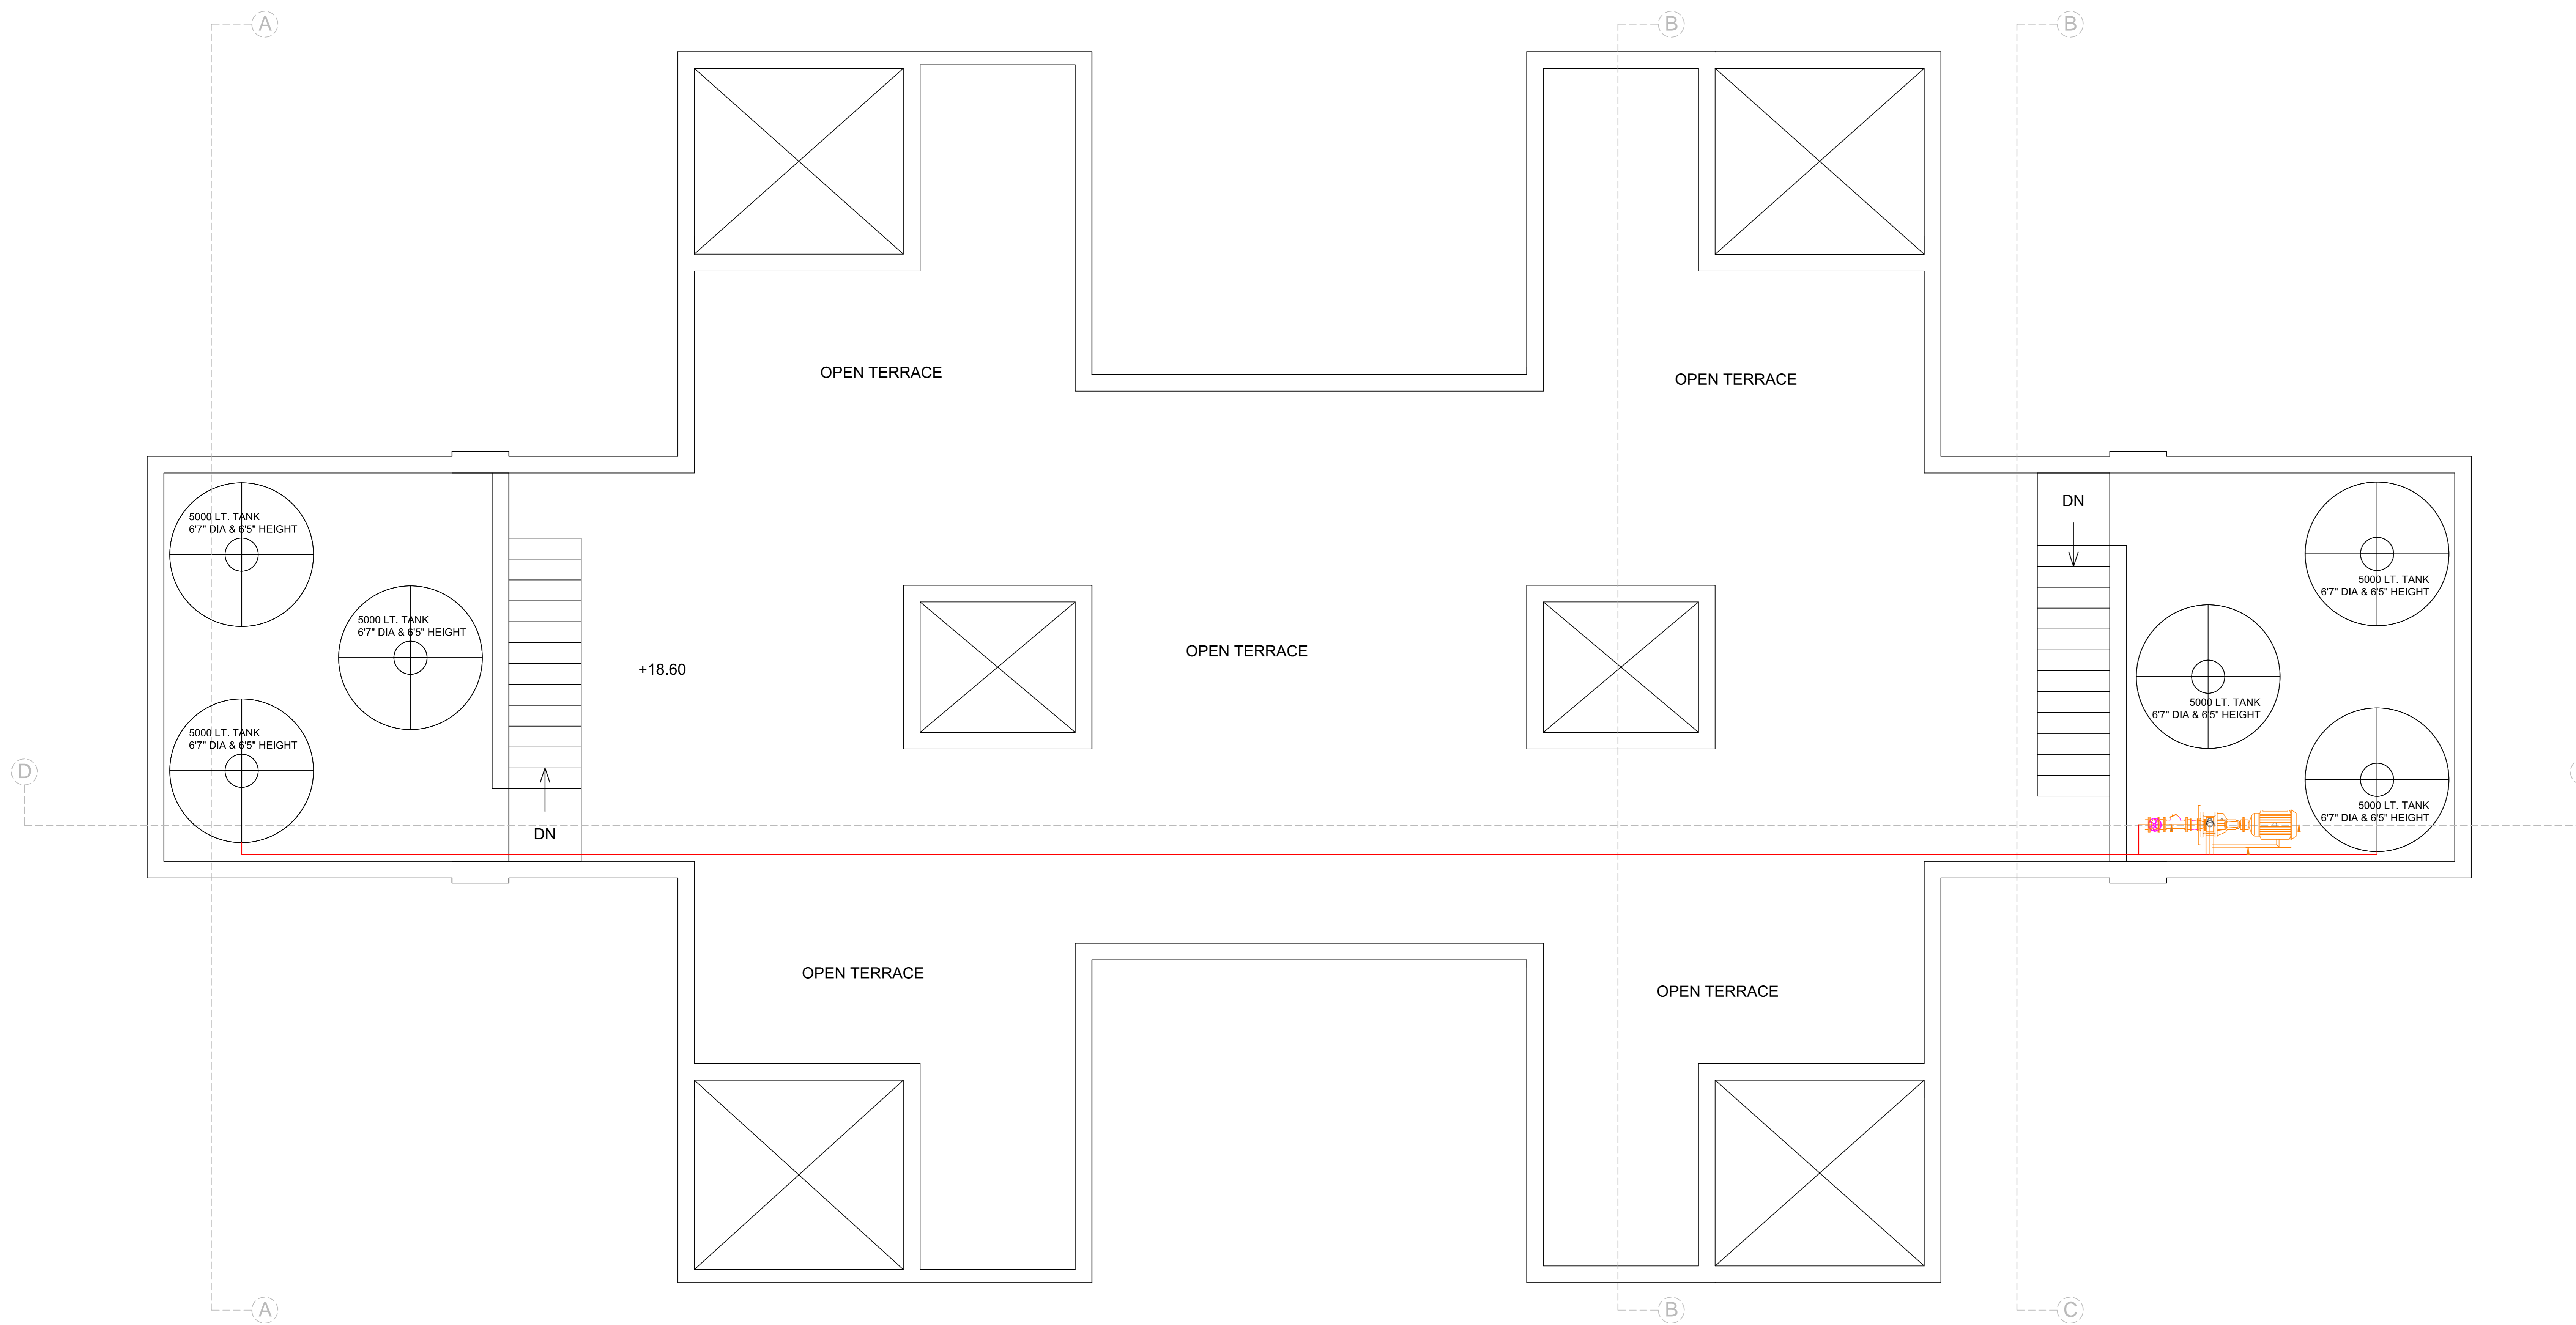 A
B
B
OPEN TERRACE
OPEN TERRACE
DN
5000 LT. TANK
6'7" DIA & 6'5" HEIGHT
5000 LT. TANK
6'7" DIA & 6'5" HEIGHT
5000 LT. TANK
6'7" DIA & 6'5" HEIGHT
OPEN TERRACE
+18.60
5000 LT. TANK
6'7" DIA & 6'5" HEIGHT
5000 LT. TANK
6'7" DIA & 6'5" HEIGHT
D
5000 LT. TANK
6'7" DIA & 6'5" HEIGHT
DN
OPEN TERRACE
OPEN TERRACE
A
B
C